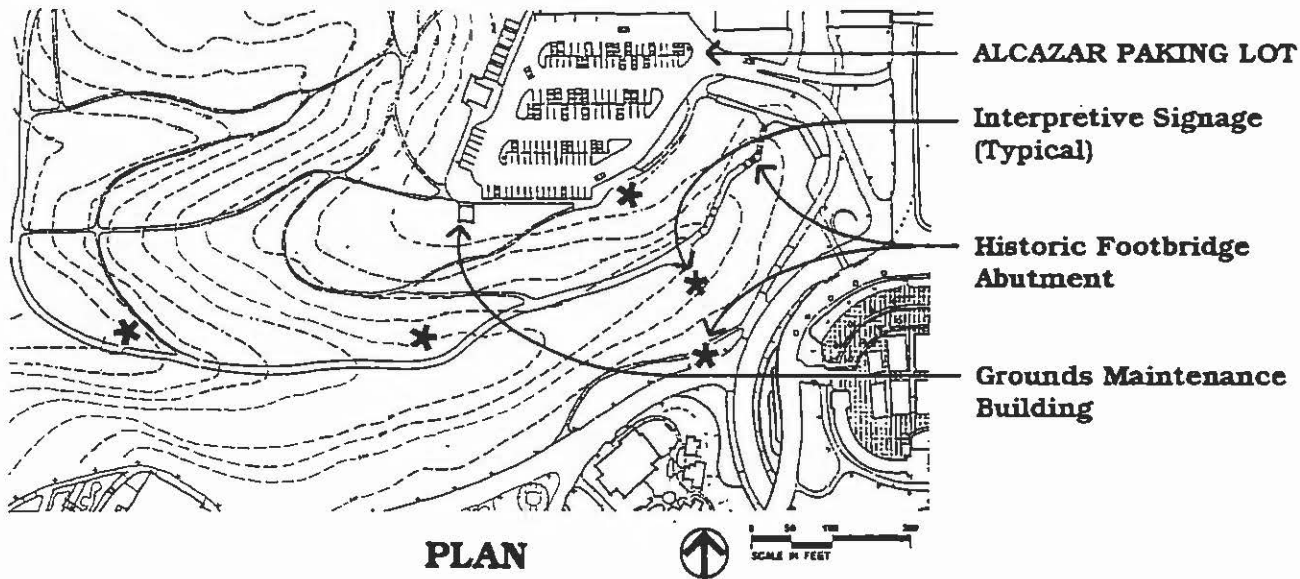 ALCAZAR PAKING LOT
Interpretive Signage
(Typical)
Historic Footbridge
Abutment
Grounds Maintenance
Building
PLAN
SCALE IN FEET